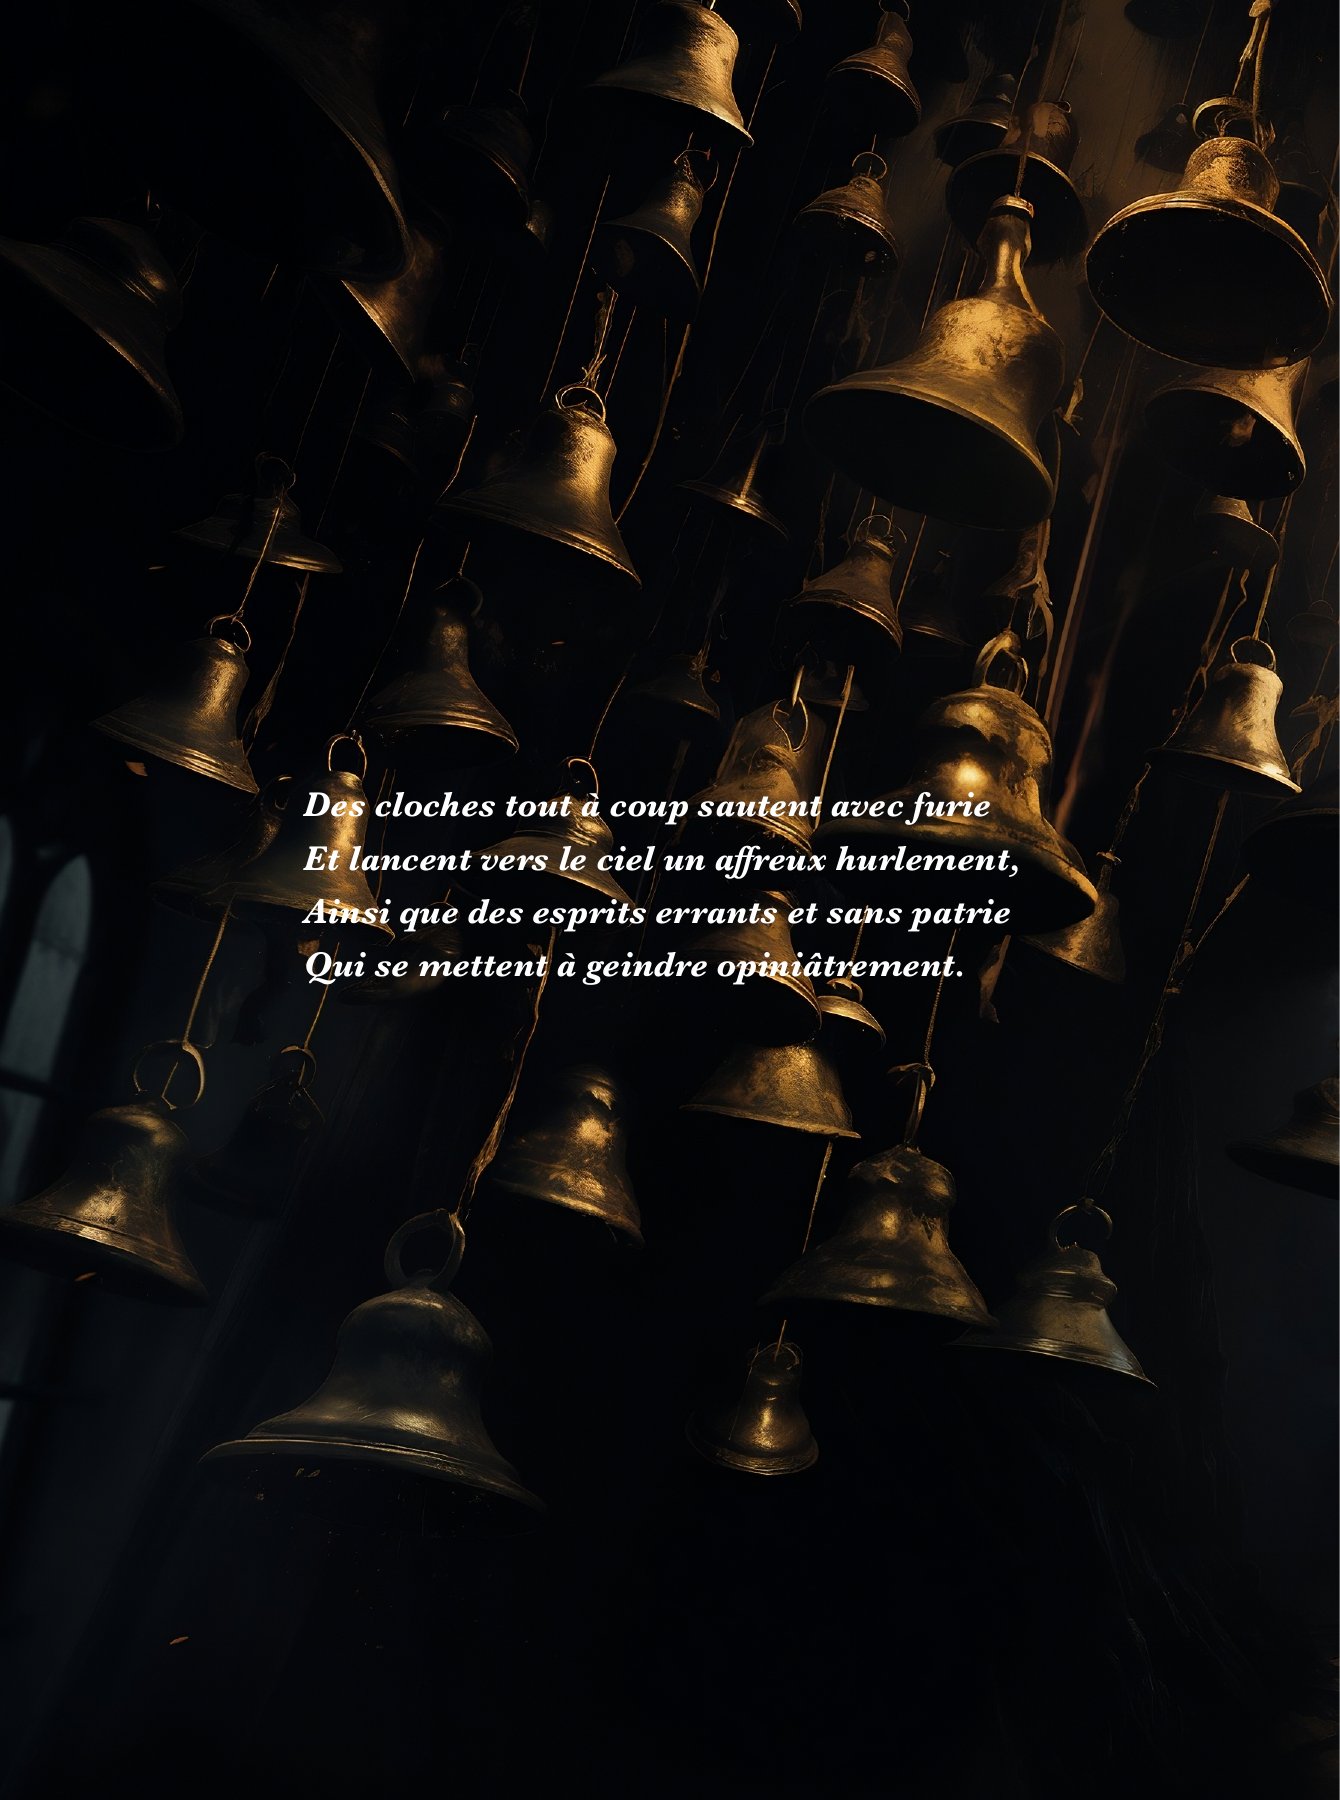 Des cloches tout à coup sautent avec furie
Et lancent vers le ciel un affreux hurlement,
Ainsi que des esprits errants et sans patrie
Qui se mettent à geindre opiniâtrement.